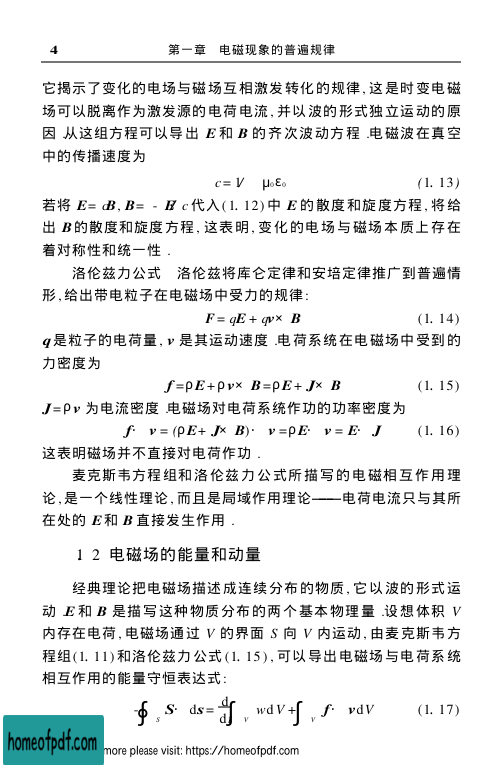 4 第一章 电磁现象的普遍规律
它揭示了变化的电场与磁场互相激发转化的规律,这是时变电磁
场可以脱离作为激发源的电荷电流,并以波的形式独立运动的原
因.从这组方程可以导出 E 和 B 的齐次波动方程.电磁波在真空
中的传播速度为
c = 1/ μ₀ε₀ (1.13)
若将 E = cB, B = - E/ c 代入(1.12)中 E 的散度和旋度方程,将给
出 B 的散度和旋度方程,这表明,变化的电场与磁场本质上存在
着对称性和统一性.
洛伦兹力公式 洛伦兹将库仑定律和安培定律推广到普遍情
形,给出带电粒子在电磁场中受力的规律:
F = qE + qv × B (1.14)
q 是粒子的电荷量, v 是其运动速度.电荷系统在电磁场中受到的
力密度为
f = ρE + ρv × B = ρE + J × B (1.15)
J = ρv 为电流密度.电磁场对电荷系统作功的功率密度为
f · v = (ρE + J × B) · v = ρE · v = E · J (1.16)
这表明磁场并不直接对电荷作功.
麦克斯韦方程组和洛伦兹力公式所描写的电磁相互作用理
论,是一个线性理论,而且是局域作用理论——电荷电流只与其所
在处的 E 和 B 直接发生作用.
1.2 电磁场的能量和动量
经典理论把电磁场描述成连续分布的物质,它以波的形式运
动.E 和 B 是描写这种物质分布的两个基本物理量.设想体积 V
内存在电荷,电磁场通过 V 的界面 S 向 V 内运动,由麦克斯韦方
程组(1.11)和洛伦兹力公式(1.15),可以导出电磁场与电荷系统
相互作用的能量守恒表达式:
- ∮_S S · ds = d/dt ∫_V w dV + ∫_V f · v dV (1.17)
homeofpdf.com more please visit: https://homeofpdf.com